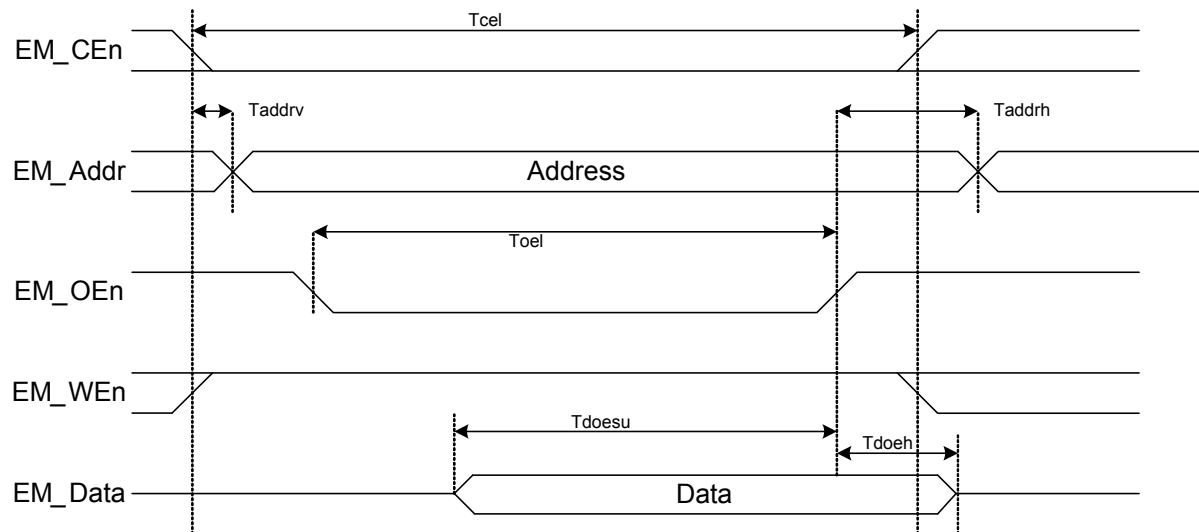 Tcel
EM_CEn
Taddrv
Taddrh
EM_Addr
Address
Toel
EM_OEn
EM_WEn
Tdoesu
Tdoeh
EM_Data
Data